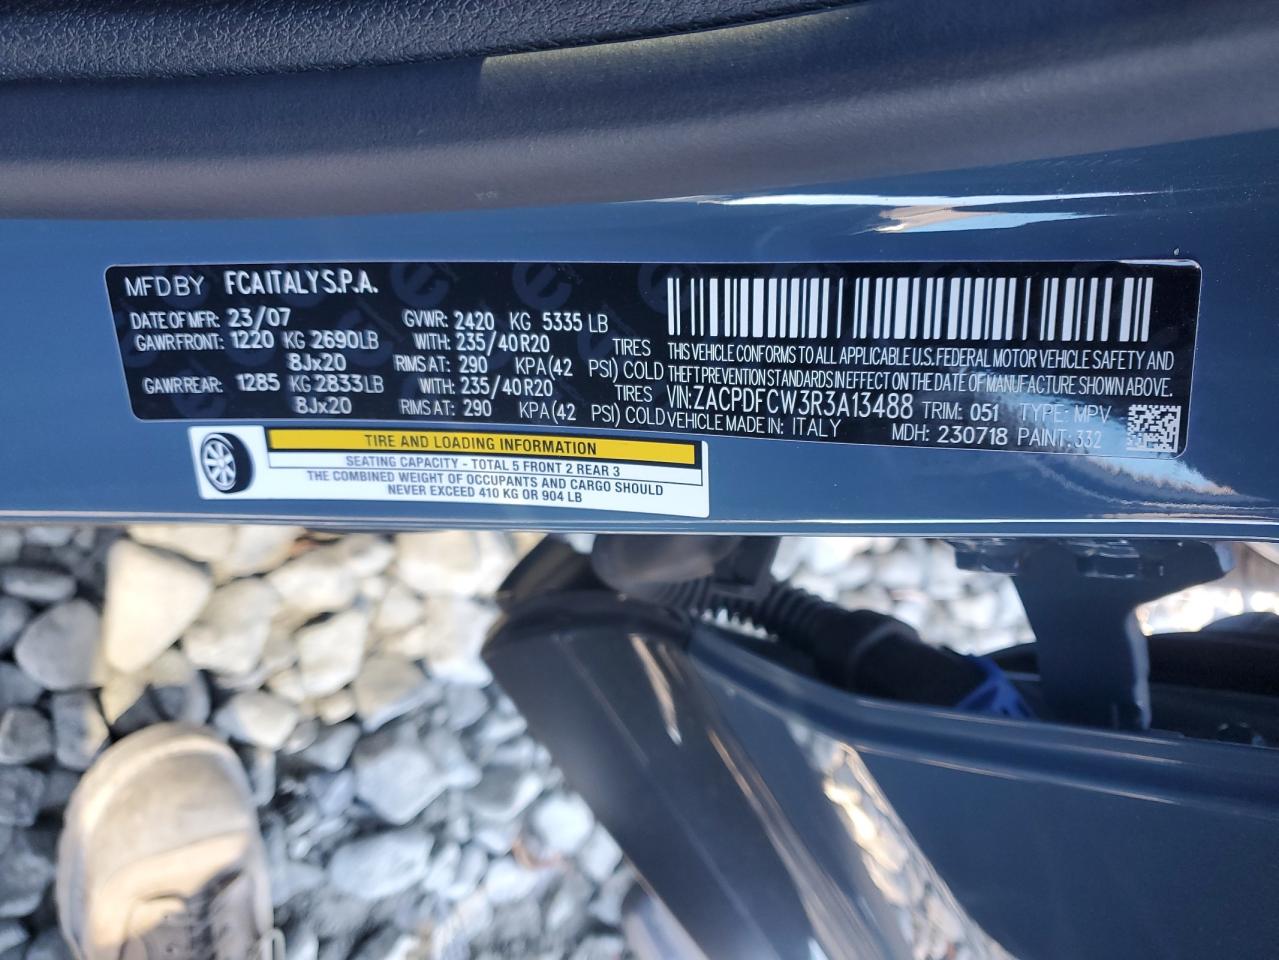 MFD BY FCA ITALY S.P.A.
DATE OF MFR: 23/07 GVWR: 2420 KG 5335 LB
GAWR FRONT: 1220 KG 2690LB WITH: 235/40R20 TIRES
8Jx20 RIMS AT: 290 KPA(42 PSI) COLD
GAWR REAR: 1285 KG 2833LB WITH: 235/40R20 TIRES
8Jx20 RIMS AT: 290 KPA(42 PSI) COLD
THIS VEHICLE CONFORMS TO ALL APPLICABLE U.S. FEDERAL MOTOR VEHICLE SAFETY AND
THEFT PREVENTION STANDARDS IN EFFECT ON THE DATE OF MANUFACTURE SHOWN ABOVE.
VIN: ZACPDFCW3R3A13488 TRIM: 051 TYPE: MPV
VEHICLE MADE IN: ITALY MDH: 230718 PAINT: 332
TIRE AND LOADING INFORMATION
SEATING CAPACITY - TOTAL 5 FRONT 2 REAR 3
THE COMBINED WEIGHT OF OCCUPANTS AND CARGO SHOULD
NEVER EXCEED 410 KG OR 904 LB